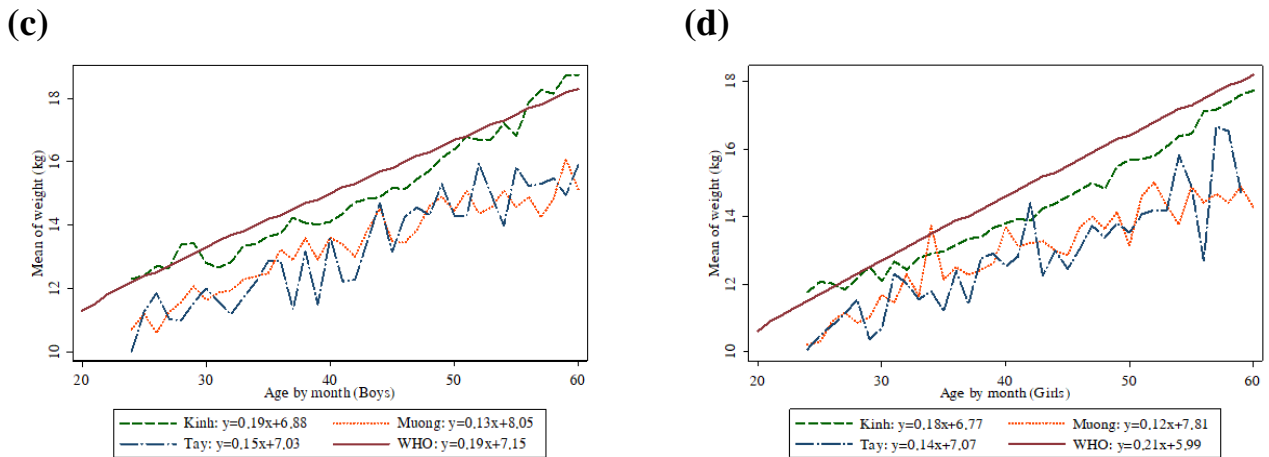 (c)
Mean of weight (kg)
18
16
14
12
10
20 30 40 50 60
Age by month (Boys)
Kinh: y=0,19x+6,88 Muong: y=0,13x+8,05
Tay: y=0,15x+7,03 WHO: y=0,19x+7,15
(d)
Mean of weight (kg)
18
16
14
12
10
20 30 40 50 60
Age by month (Girls)
Kinh: y=0,18x+6,77 Muong: y=0,12x+7,81
Tay: y=0,14x+7,07 WHO: y=0,21x+5,99